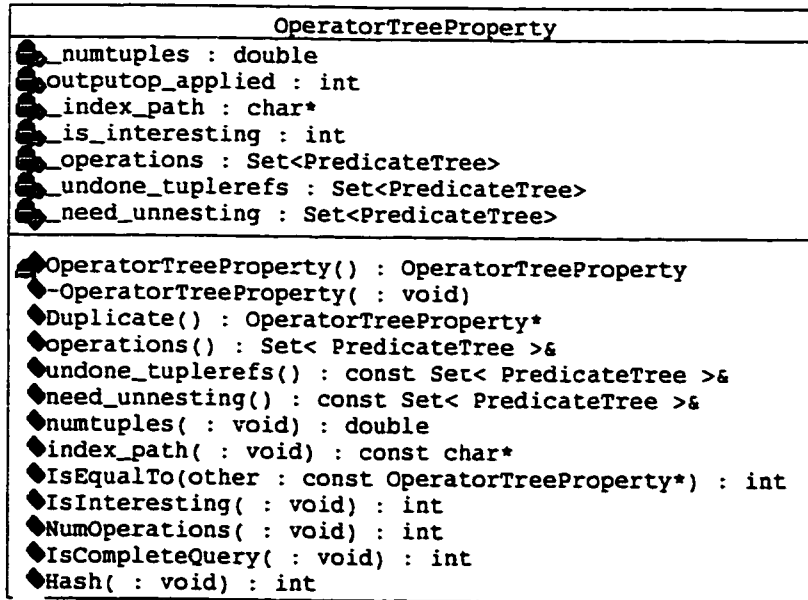 OperatorTreeProperty
_numtuples : double
outputop_applied : int
_index_path : char*
_is_interesting : int
_operations : Set<PredicateTree>
_undone_tuplerefs : Set<PredicateTree>
_need_unnesting : Set<PredicateTree>
OperatorTreeProperty() : OperatorTreeProperty
~OperatorTreeProperty( : void)
Duplicate() : OperatorTreeProperty*
operations() : Set< PredicateTree >&
undone_tuplerefs() : const Set< PredicateTree >&
need_unnesting() : const Set< PredicateTree >&
numtuples( : void) : double
index_path( : void) : const char*
IsEqualTo(other : const OperatorTreeProperty*) : int
IsInteresting( : void) : int
NumOperations( : void) : int
IsCompleteQuery( : void) : int
Hash( : void) : int